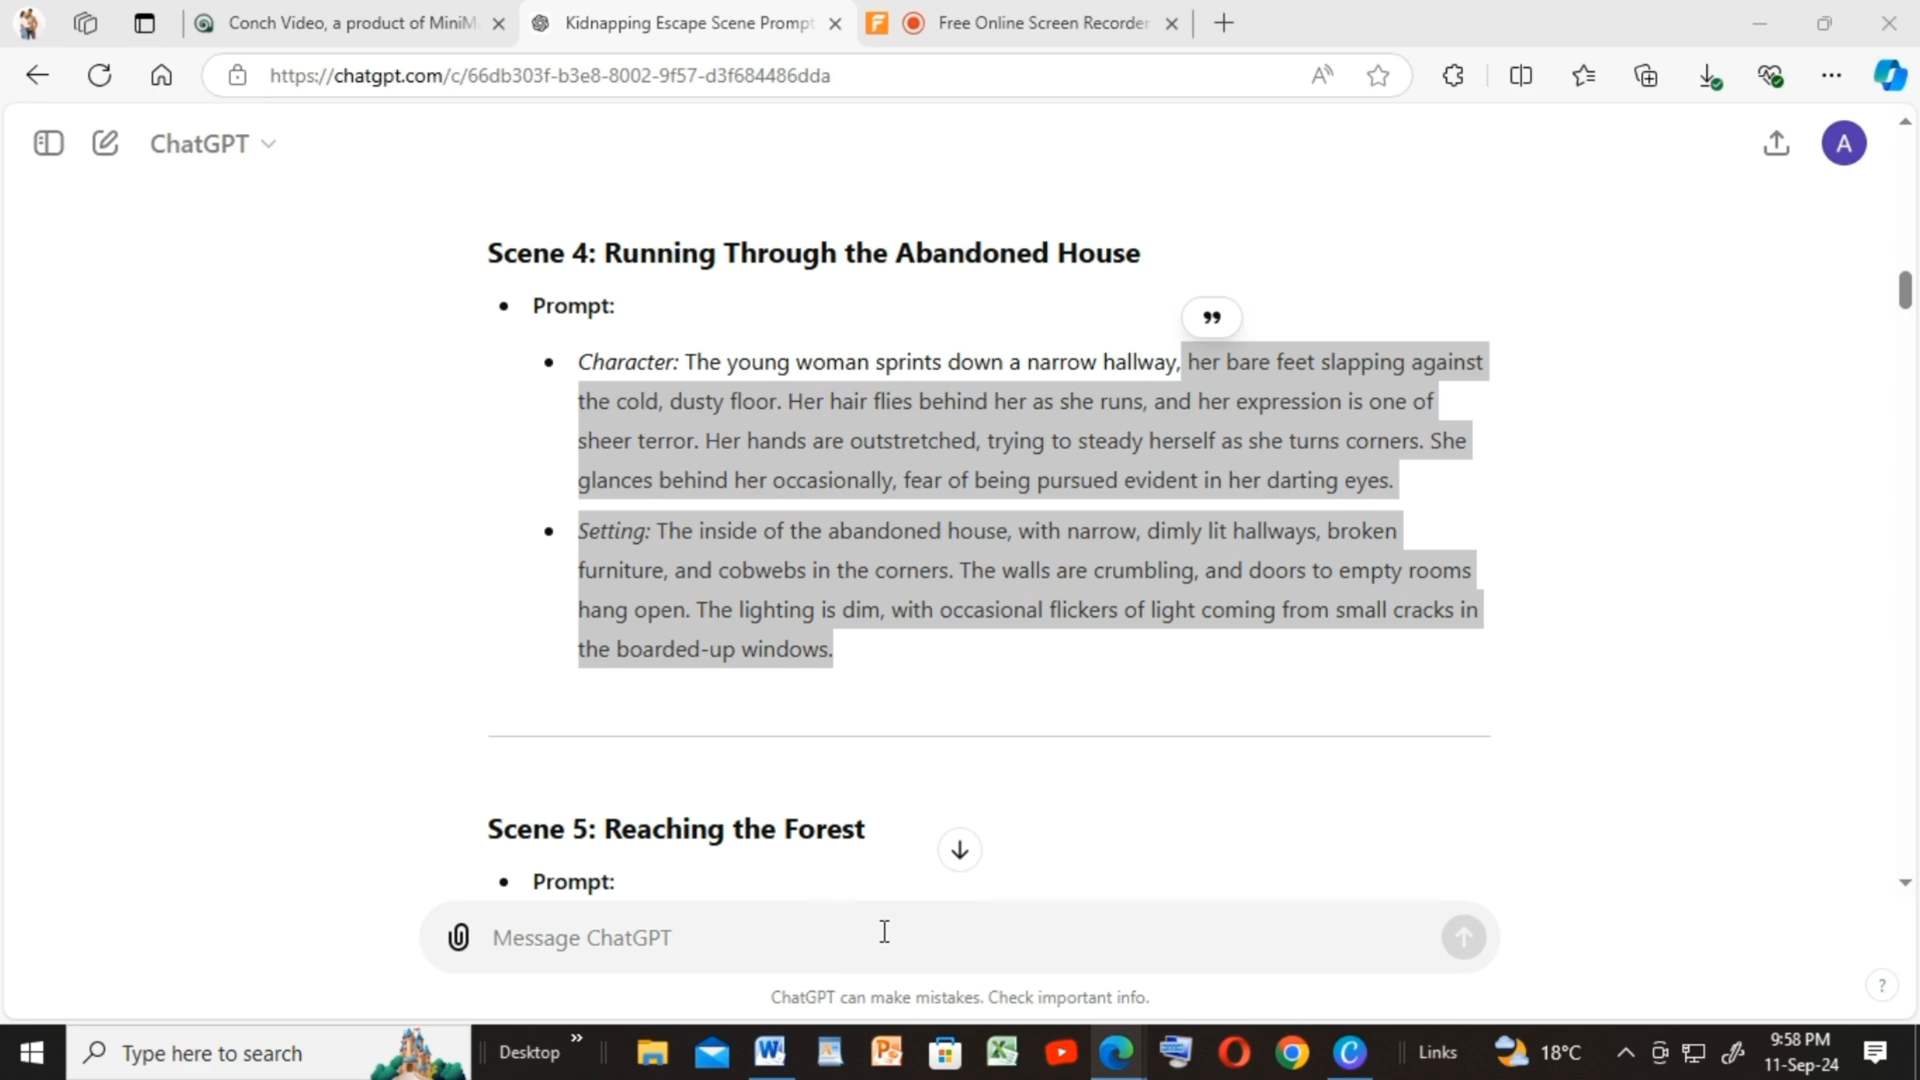 Conch Video, a product of MiniM
Kidnapping Escape Scene Prompt
Free Online Screen Recorder
https://chatgpt.com/c/66db303f-b3e8-8002-9f57-d3f684486dda
ChatGPT
A
Scene 4: Running Through the Abandoned House
Prompt:
Character: The young woman sprints down a narrow hallway, her bare feet slapping against
the cold, dusty floor. Her hair flies behind her as she runs, and her expression is one of
sheer terror. Her hands are outstretched, trying to steady herself as she turns corners. She
glances behind her occasionally, fear of being pursued evident in her darting eyes.
Setting: The inside of the abandoned house, with narrow, dimly lit hallways, broken
furniture, and cobwebs in the corners. The walls are crumbling, and doors to empty rooms
hang open. The lighting is dim, with occasional flickers of light coming from small cracks in
the boarded-up windows.
Scene 5: Reaching the Forest
Prompt:
Message ChatGPT
ChatGPT can make mistakes. Check important info.
?
Type here to search
Desktop
Links
18°C
9:58 PM
11-Sep-24